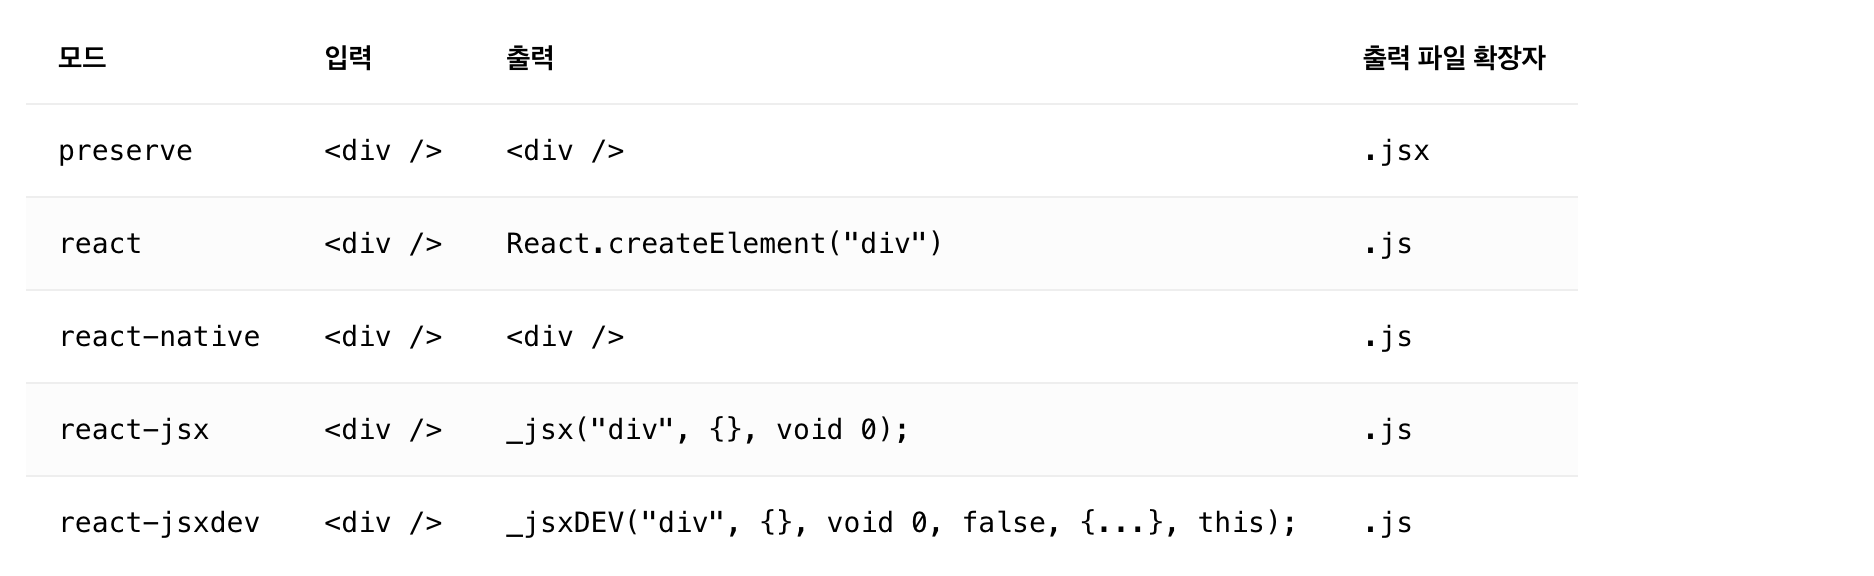 모드 입력 출력 출력 파일 확장자
preserve <div /> <div /> .jsx
react <div /> React.createElement("div") .js
react-native <div /> <div /> .js
react-jsx <div /> _jsx("div", {}, void 0); .js
react-jsxdev <div /> _jsxDEV("div", {}, void 0, false, {...}, this); .js